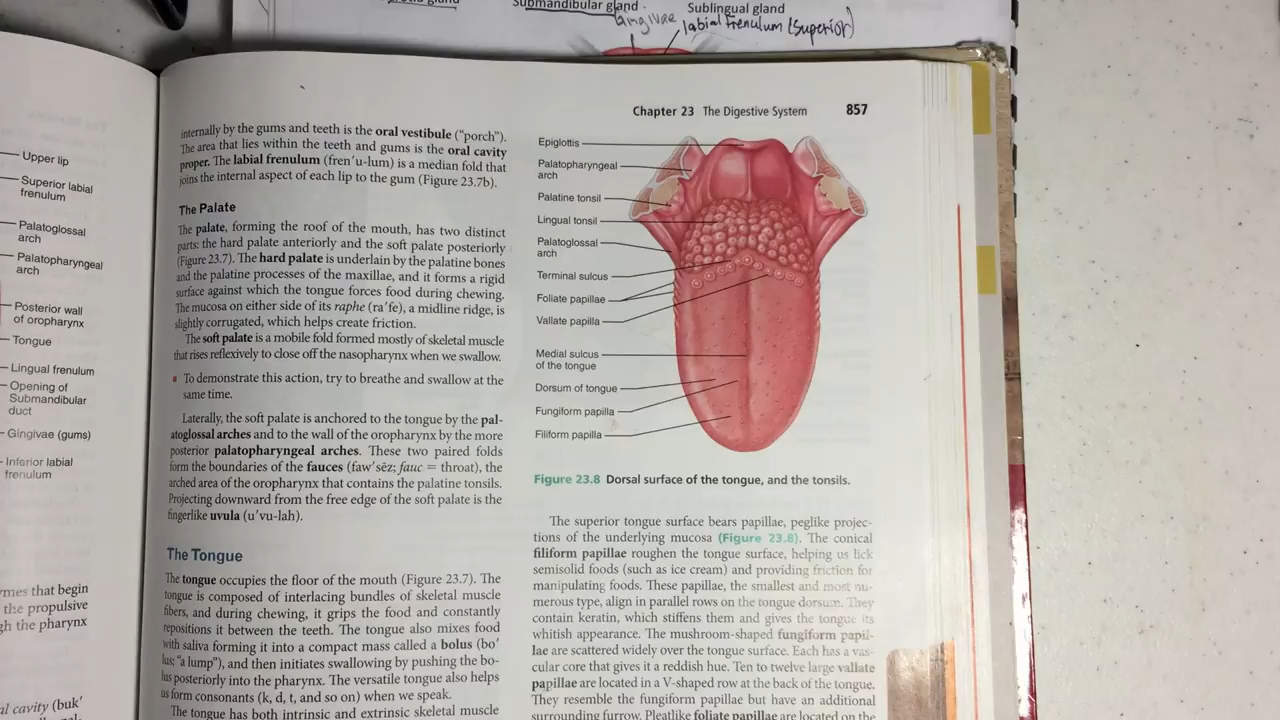 Submandibular gland
Sublingual gland
Gingivae
labial frenulum (superior)
Upper lip
Superior labial
frenulum
Palatoglossal
arch
Palatopharyngeal
arch
Posterior wall
of oropharynx
Tongue
Lingual frenulum
Opening of
Submandibular
duct
Gingivae (gums)
Inferior labial
frenulum
that begin
the propulsive
the pharynx
cavity (buk'
Chapter 23 The Digestive System 857
internally by the gums and teeth is the oral vestibule (“porch”).
The area that lies within the teeth and gums is the oral cavity
proper. The labial frenulum (fren'u-lum) is a median fold that
joins the internal aspect of each lip to the gum (Figure 23.7b).
The Palate
The palate, forming the roof of the mouth, has two distinct
parts: the hard palate anteriorly and the soft palate posteriorly
(Figure 23.7). The hard palate is underlain by the palatine bones
and the palatine processes of the maxillae, and it forms a rigid
surface against which the tongue forces food during chewing.
The mucosa on either side of its raphe (ra'fe), a midline ridge, is
slightly corrugated, which helps create friction.
The soft palate is a mobile fold formed mostly of skeletal muscle
that rises reflexively to close off the nasopharynx when we swallow.
▪ To demonstrate this action, try to breathe and swallow at the
same time.
Laterally, the soft palate is anchored to the tongue by the pal-
atoglossal arches and to the wall of the oropharynx by the more
posterior palatopharyngeal arches. These two paired folds
form the boundaries of the fauces (faw'sēz; fauc = throat), the
arched area of the oropharynx that contains the palatine tonsils.
Projecting downward from the free edge of the soft palate is the
fingerlike uvula (u'vu-lah).
The Tongue
The tongue occupies the floor of the mouth (Figure 23.7). The
tongue is composed of interlacing bundles of skeletal muscle
fibers, and during chewing, it grips the food and constantly
repositions it between the teeth. The tongue also mixes food
with saliva forming it into a compact mass called a bolus (bo'
lus; “a lump”), and then initiates swallowing by pushing the bo-
lus posteriorly into the pharynx. The versatile tongue also helps
us form consonants (k, d, t, and so on) when we speak.
The tongue has both intrinsic and extrinsic skeletal muscle
Epiglottis
Palatopharyngeal
arch
Palatine tonsil
Lingual tonsil
Palatoglossal
arch
Terminal sulcus
Foliate papillae
Vallate papilla
Medial sulcus
of the tongue
Dorsum of tongue
Fungiform papilla
Filiform papilla
Figure 23.8 Dorsal surface of the tongue, and the tonsils.
The superior tongue surface bears papillae, peglike projec-
tions of the underlying mucosa (Figure 23.8). The conical
filiform papillae roughen the tongue surface, helping us lick
semisolid foods (such as ice cream) and providing friction for
manipulating foods. These papillae, the smallest and most nu-
merous type, align in parallel rows on the tongue dorsum. They
contain keratin, which stiffens them and gives the tongue its
whitish appearance. The mushroom-shaped fungiform papil-
lae are scattered widely over the tongue surface. Each has a vas-
cular core that gives it a reddish hue. Ten to twelve large vallate
papillae are located in a V-shaped row at the back of the tongue.
They resemble the fungiform papillae but have an additional
surrounding furrow. Pleatlike foliate papillae are located on the